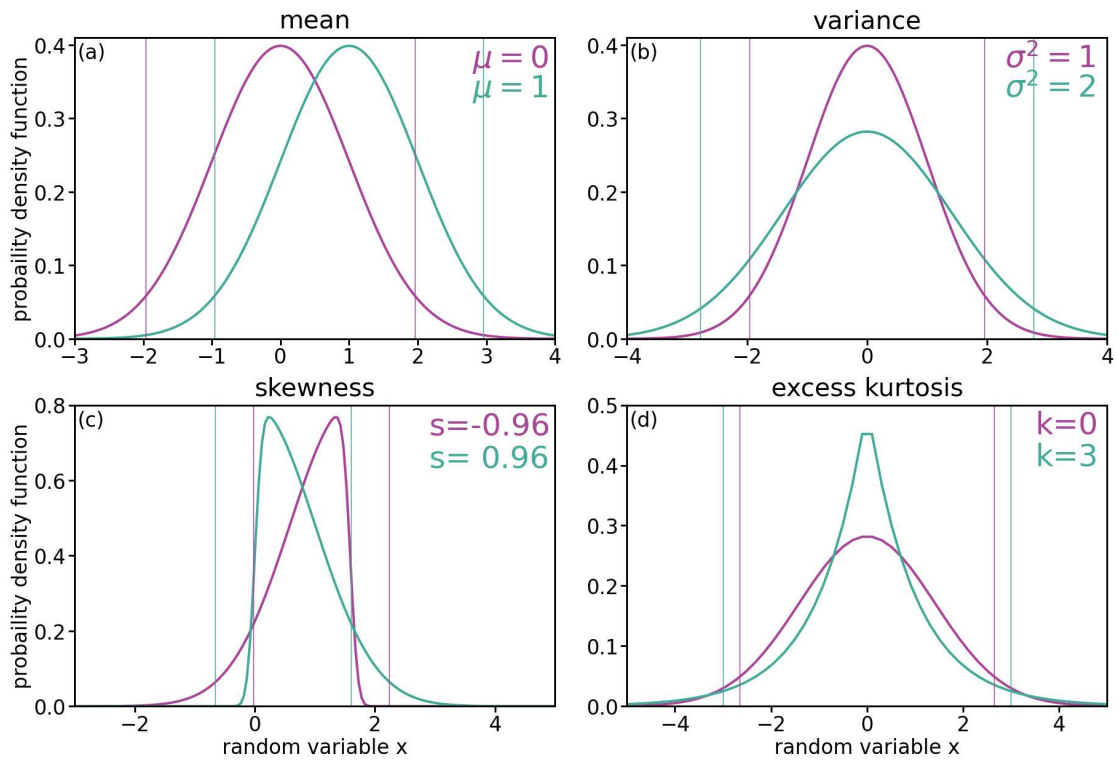 mean
(a)
μ = 0
μ = 1
probaility density function
0.4
0.3
0.2
0.1
0.0
−3 −2 −1 0 1 2 3 4
variance
(b)
σ² = 1
σ² = 2
0.4
0.3
0.2
0.1
0.0
−4 −2 0 2 4
skewness
(c)
s=-0.96
s= 0.96
probaility density function
0.8
0.6
0.4
0.2
0.0
−2 0 2 4
random variable x
excess kurtosis
(d)
k=0
k=3
0.5
0.4
0.3
0.2
0.1
0.0
−4 −2 0 2 4
random variable x